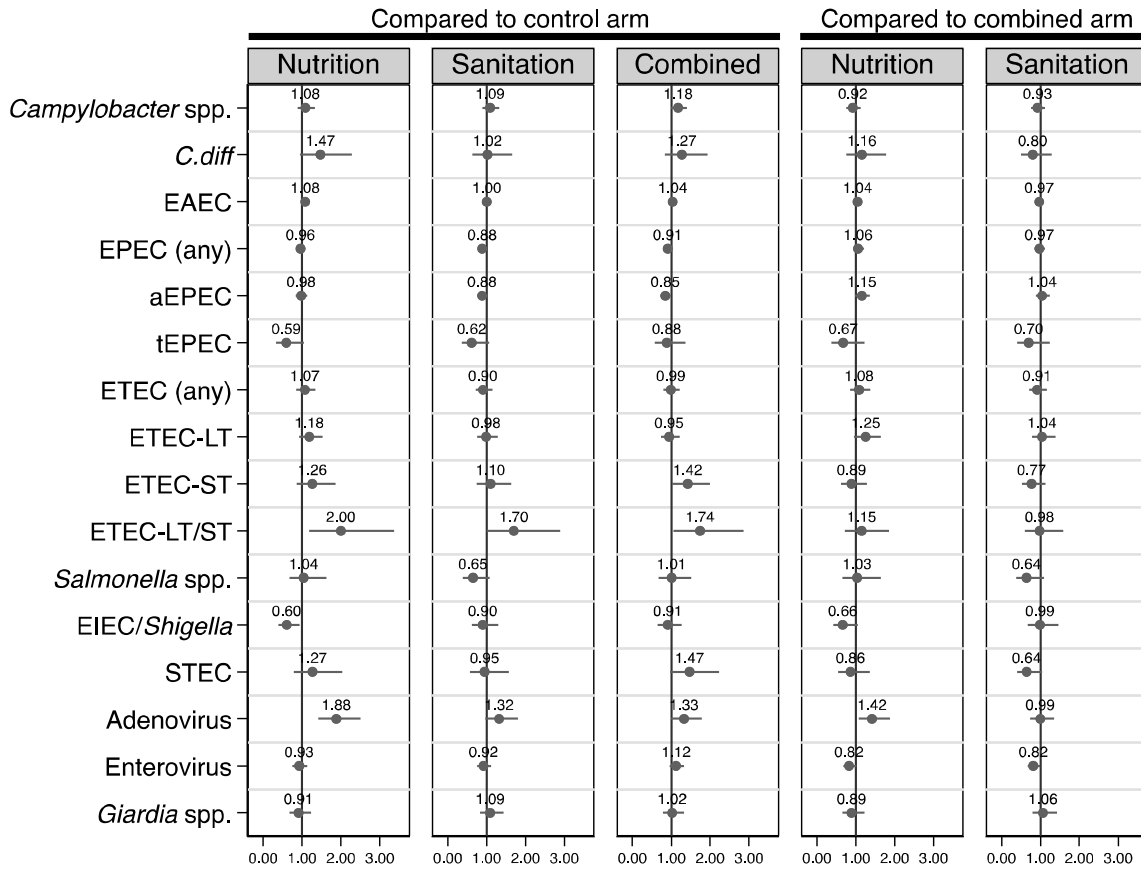 Compared to control arm Compared to combined arm
Nutrition Sanitation Combined Nutrition Sanitation
Campylobacter spp. 1.08 1.09 1.18 0.92 0.93
C.diff 1.47 1.02 1.27 1.16 0.80
EAEC 1.08 1.00 1.04 1.04 0.97
EPEC (any) 0.96 0.88 0.91 1.06 0.97
aEPEC 0.98 0.88 0.85 1.15 1.04
tEPEC 0.59 0.62 0.88 0.67 0.70
ETEC (any) 1.07 0.90 0.99 1.08 0.91
ETEC-LT 1.18 0.98 0.95 1.25 1.04
ETEC-ST 1.26 1.10 1.42 0.89 0.77
ETEC-LT/ST 2.00 1.70 1.74 1.15 0.98
Salmonella spp. 1.04 0.65 1.01 1.03 0.64
EIEC/Shigella 0.60 0.90 0.91 0.66 0.99
STEC 1.27 0.95 1.47 0.86 0.64
Adenovirus 1.88 1.32 1.33 1.42 0.99
Enterovirus 0.93 0.92 1.12 0.82 0.82
Giardia spp. 0.91 1.09 1.02 0.89 1.06
0.00 1.00 2.00 3.00 0.00 1.00 2.00 3.00 0.00 1.00 2.00 3.00 0.00 1.00 2.00 3.00 0.00 1.00 2.00 3.00